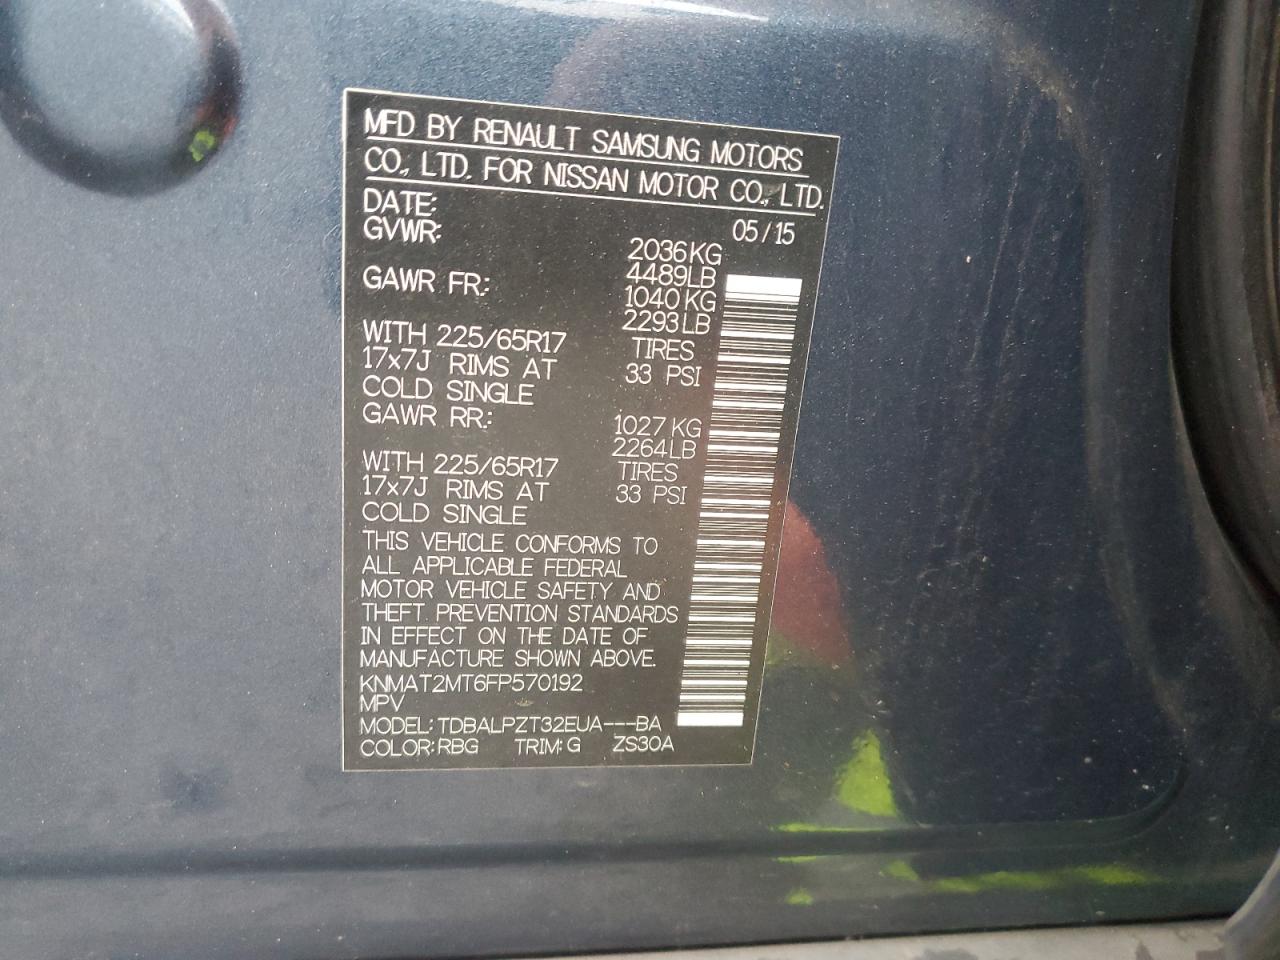 MFD BY RENAULT SAMSUNG MOTORS
CO., LTD. FOR NISSAN MOTOR CO., LTD.
DATE: 05/15
GVWR: 2036KG
4489LB
GAWR FR: 1040KG
2293LB
WITH 225/65R17 TIRES
17x7J RIMS AT 33 PSI
COLD SINGLE
GAWR RR: 1027KG
2264LB
WITH 225/65R17 TIRES
17x7J RIMS AT 33 PSI
COLD SINGLE
THIS VEHICLE CONFORMS TO
ALL APPLICABLE FEDERAL
MOTOR VEHICLE SAFETY AND
THEFT PREVENTION STANDARDS
IN EFFECT ON THE DATE OF
MANUFACTURE SHOWN ABOVE.
KNMAT2MT6FP570192
MPV
MODEL: TDBALPZT32EUA---BA
COLOR: RBG TRIM: G ZS30A